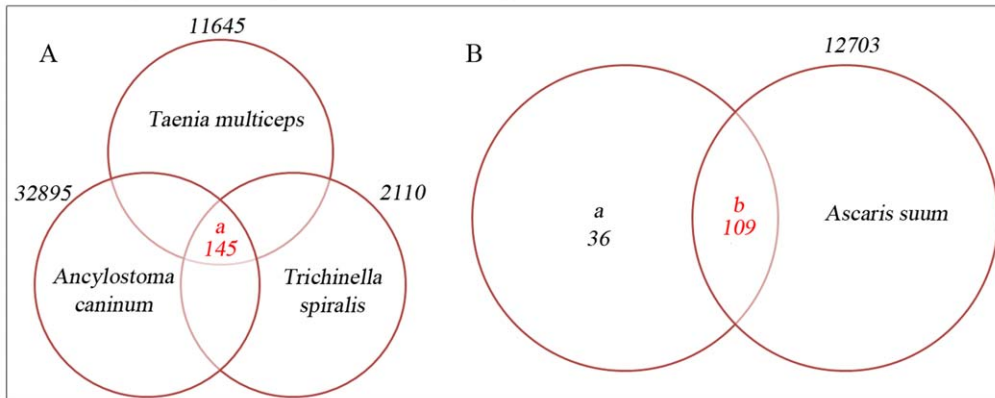 A
11645
Taenia multiceps
32895
2110
a
145
Ancylostoma
caninum
Trichinella
spiralis
B
12703
a
36
b
109
Ascaris suum